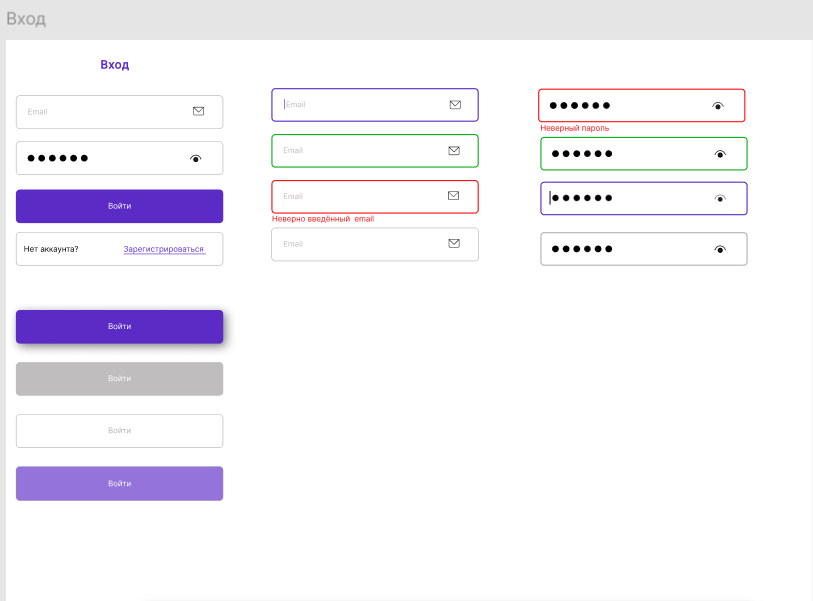 Вход
Вход
Email
Войти
Нет аккаунта? Зарегистрироваться
Войти
Войти
Войти
Войти
Email
Email
Email
Неверно введённый email
Email
Неверный пароль